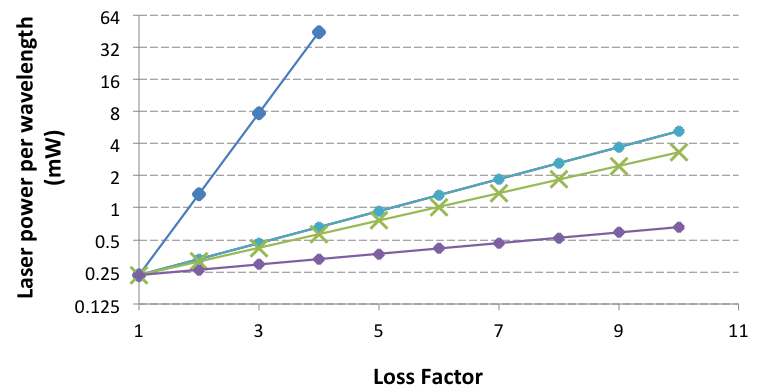 Laser power per wavelength
(mW)
64
32
16
8
4
2
1
0.5
0.25
0.125
1 3 5 7 9 11
Loss Factor